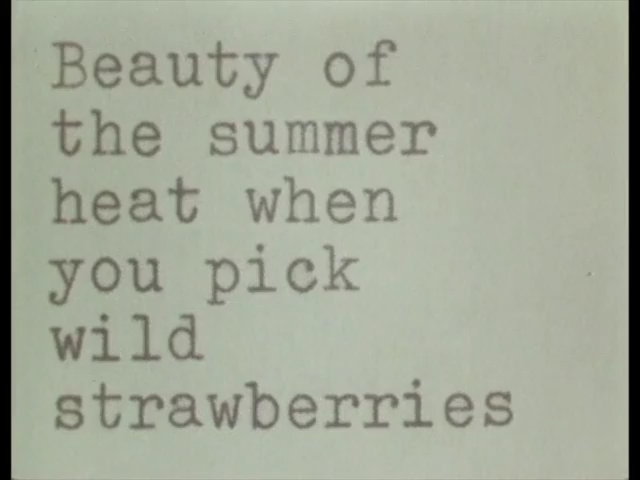 Beauty of
the summer
heat when
you pick
wild
strawberries